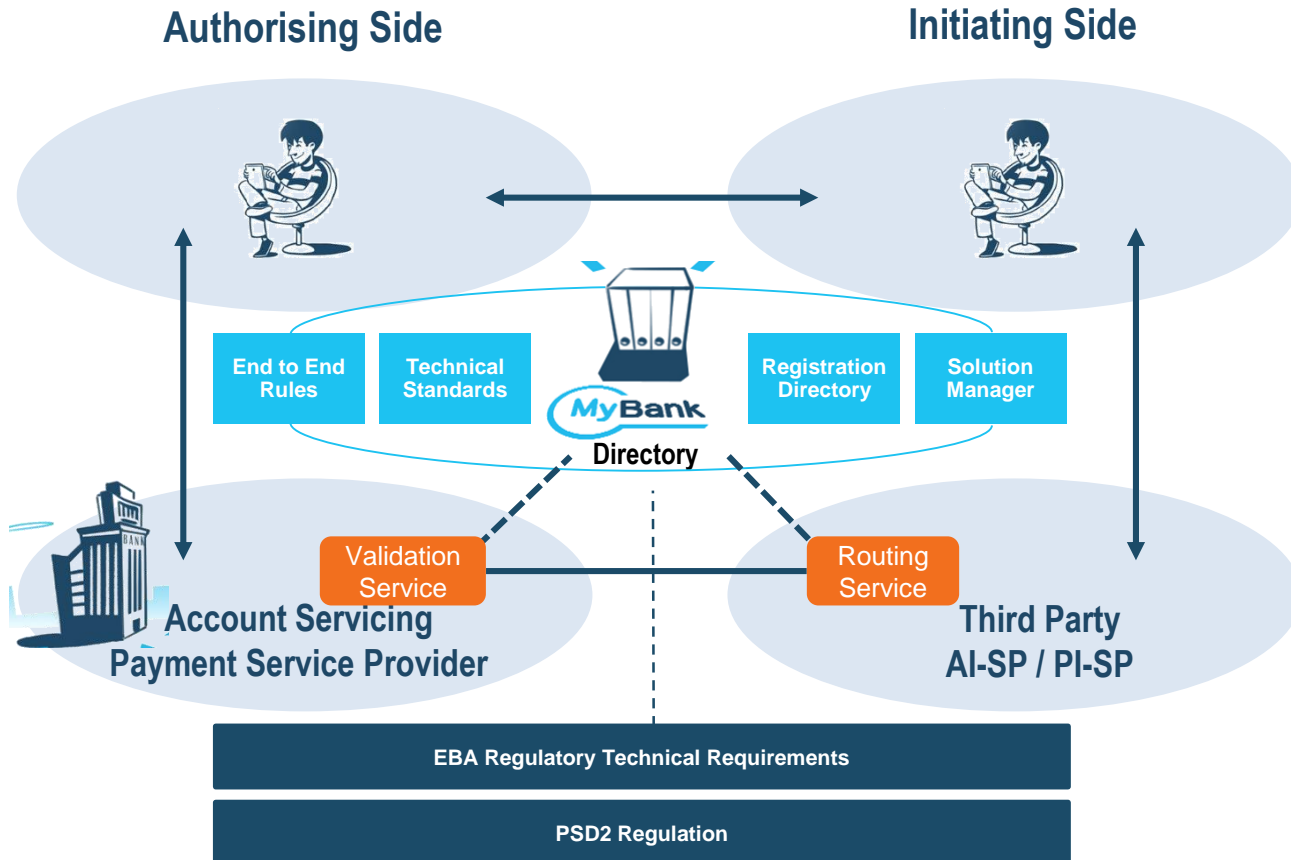 Authorising Side
Initiating Side
End to End
Rules
Technical
Standards
MyBank
Directory
Registration
Directory
Solution
Manager
BANK
Validation
Service
Routing
Service
Account Servicing
Payment Service Provider
Third Party
AI-SP / PI-SP
EBA Regulatory Technical Requirements
PSD2 Regulation